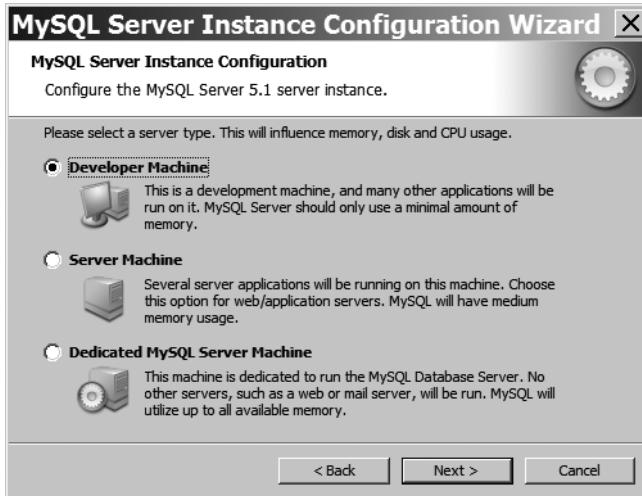 MySQL Server Instance Configuration Wizard
MySQL Server Instance Configuration
Configure the MySQL Server 5.1 server instance.
Please select a server type. This will influence memory, disk and CPU usage.
Developer Machine
This is a development machine, and many other applications will be
run on it. MySQL Server should only use a minimal amount of
memory.
Server Machine
Several server applications will be running on this machine. Choose
this option for web/application servers. MySQL will have medium
memory usage.
Dedicated MySQL Server Machine
This machine is dedicated to run the MySQL Database Server. No
other servers, such as a web or mail server, will be run. MySQL will
utilize up to all available memory.
< Back
Next >
Cancel